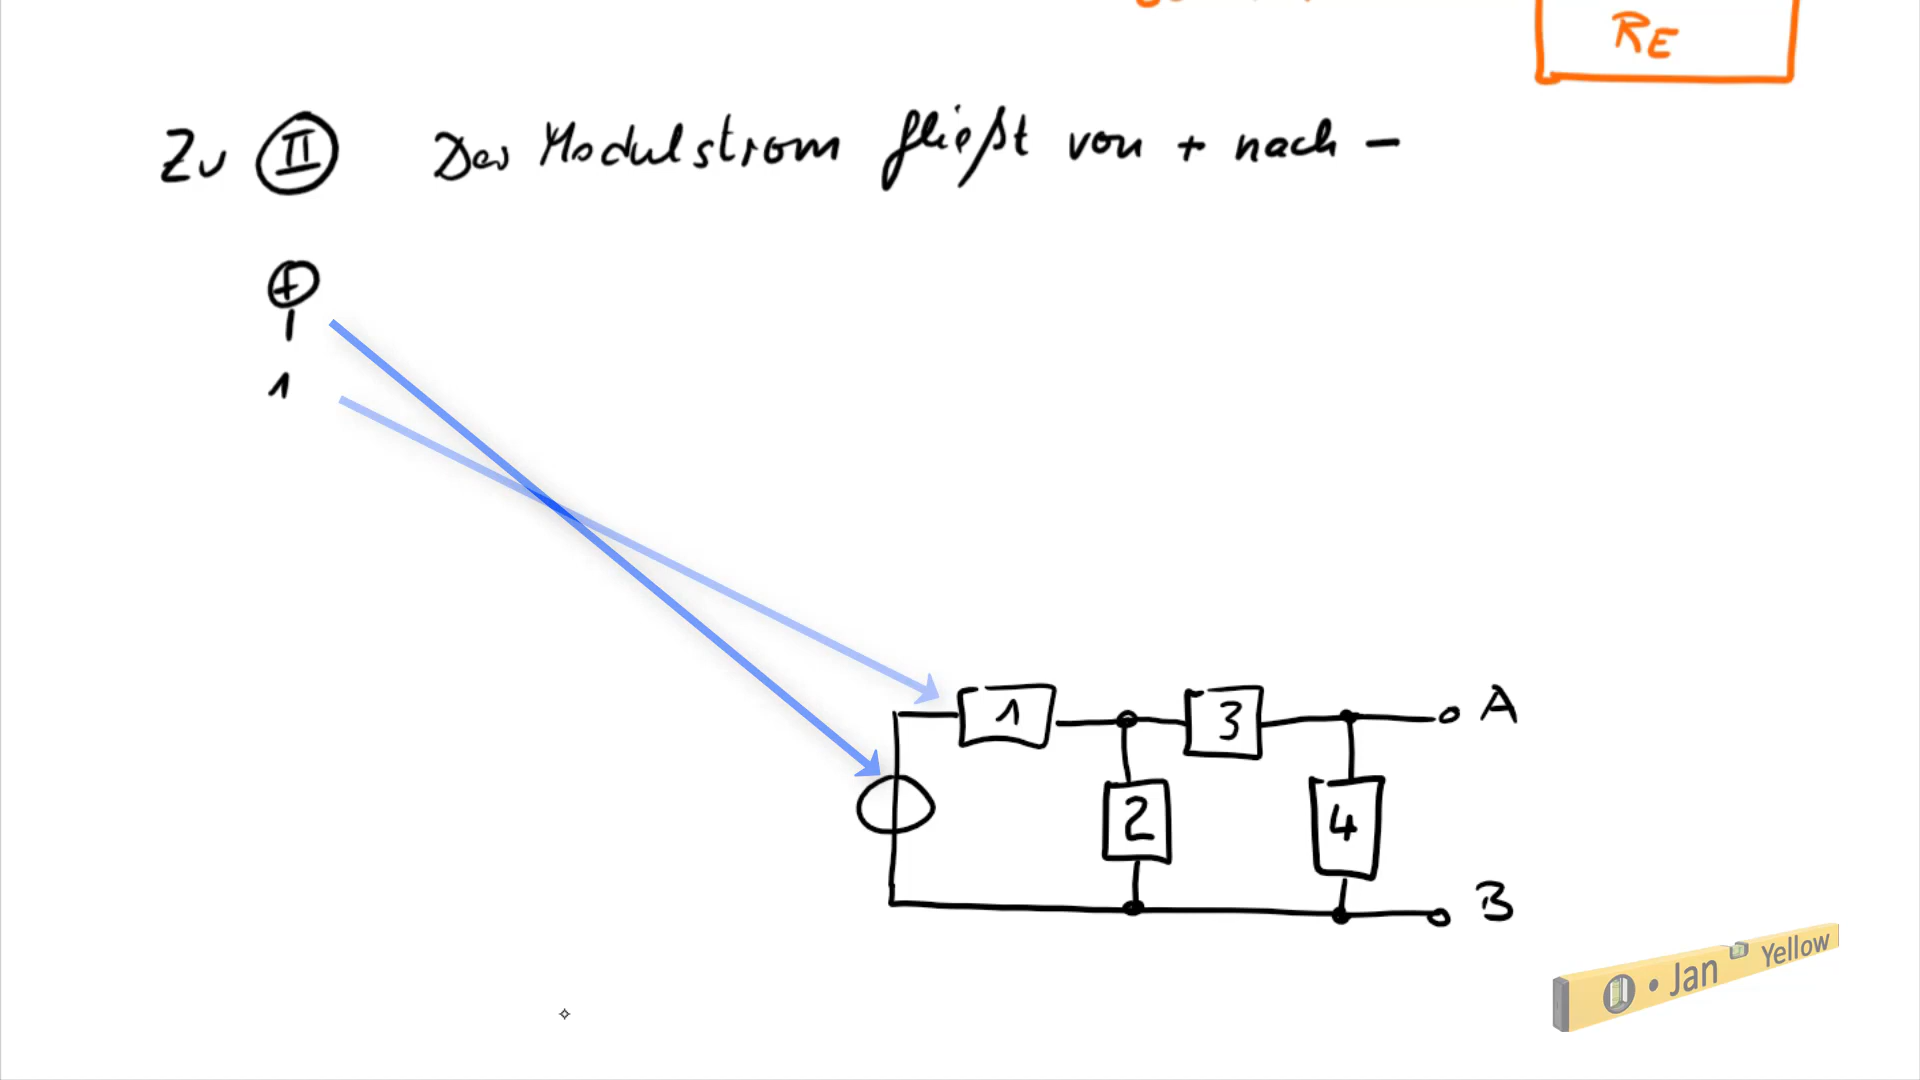 RE
Zu II Der Modulstrom fließt von + nach -
+
1
1 3 A
2 4
B
Jan Yellow